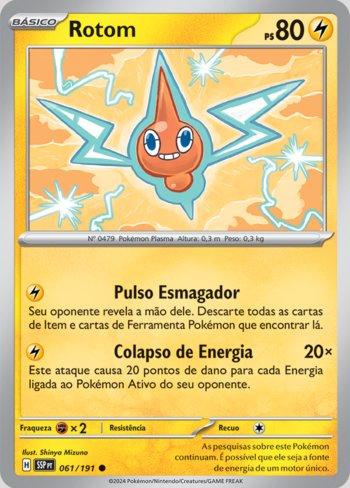 BÁSICO
Rotom
PS 80
Nº 0479 Pokémon Plasma Altura: 0,3 m Peso: 0,3 kg
Pulso Esmagador
Seu oponente revela a mão dele. Descarte todas as cartas
de Item e cartas de Ferramenta Pokémon que encontrar lá.
Colapso de Energia 20×
Este ataque causa 20 pontos de dano para cada Energia
ligada ao Pokémon Ativo do seu oponente.
Fraqueza × 2 Resistência Recuo
Ilust. Shinya Mizuno
H SSP PT 061/191
As pesquisas sobre este Pokémon
continuam. É possível que ele seja a fonte
de energia de um motor único.
©2024 Pokémon/Nintendo/Creatures/GAME FREAK